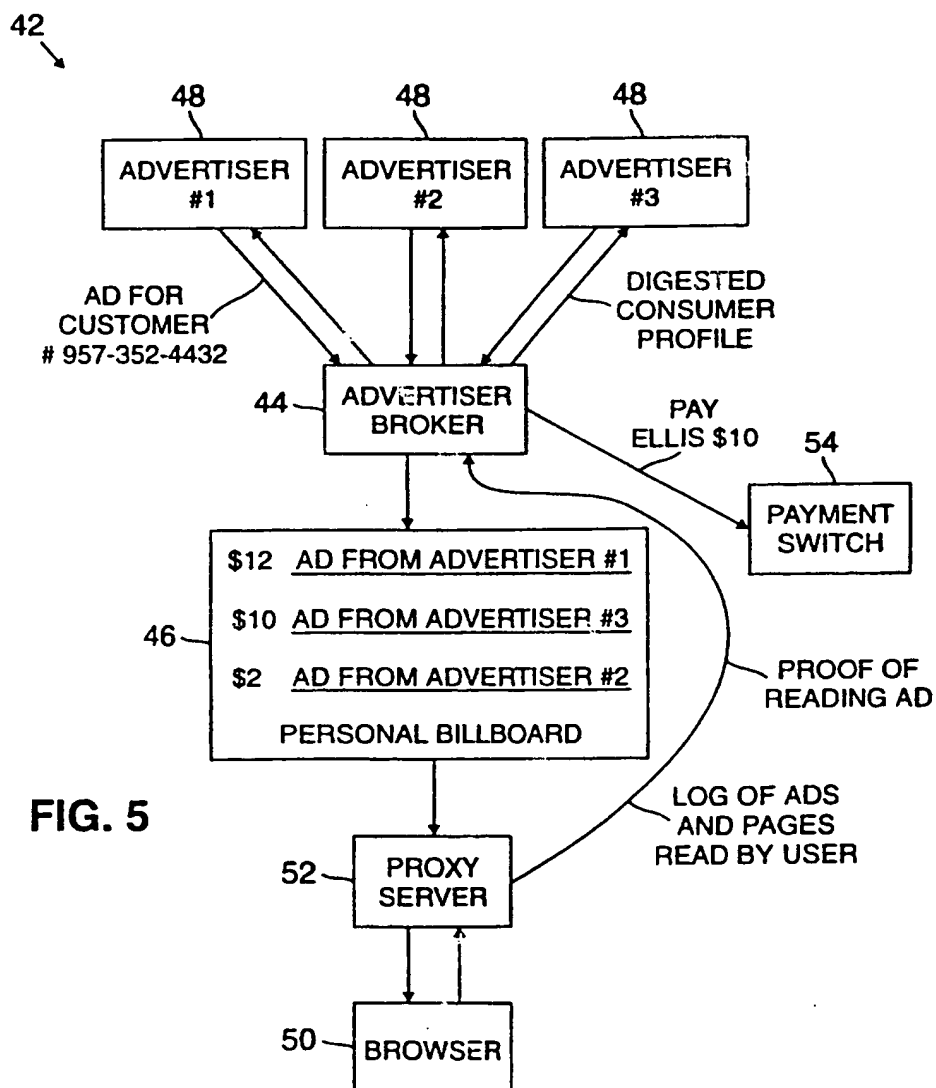 42
48
48
48
ADVERTISER
#1
ADVERTISER
#2
ADVERTISER
#3
AD FOR
CUSTOMER
# 957-352-4432
DIGESTED
CONSUMER
PROFILE
44
ADVERTISER
BROKER
PAY
ELLIS $10
54
PAYMENT
SWITCH
46
$12 AD FROM ADVERTISER #1
$10 AD FROM ADVERTISER #3
$2 AD FROM ADVERTISER #2
PERSONAL BILLBOARD
PROOF OF
READING AD
FIG. 5
LOG OF ADS
AND PAGES
READ BY USER
52
PROXY
SERVER
50
BROWSER